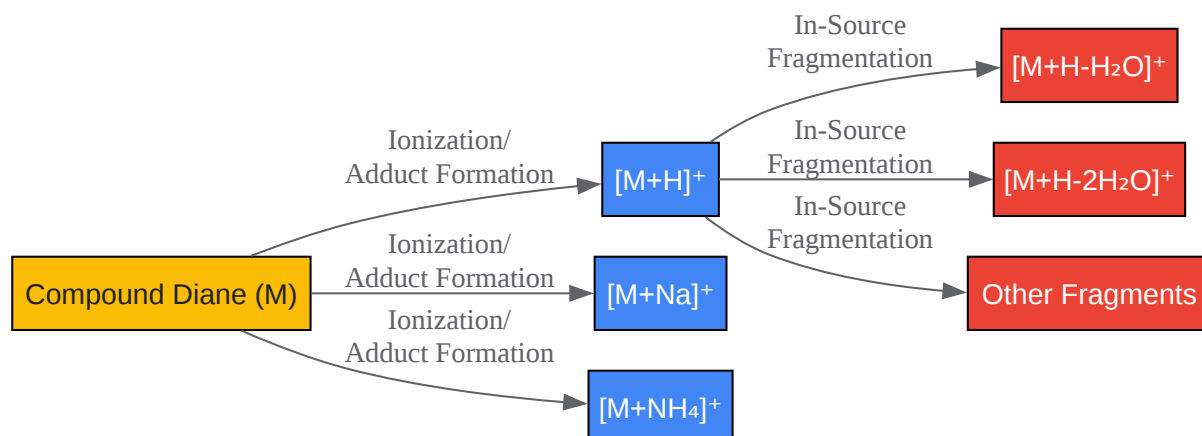 In-Source
Fragmentation
[M+H-H₂O]⁺
Ionization/
Adduct Formation
[M+H]⁺
In-Source
Fragmentation
[M+H-2H₂O]⁺
In-Source
Fragmentation
Compound Diane (M)
Ionization/
Adduct Formation
[M+Na]⁺
Other Fragments
Ionization/
Adduct Formation
[M+NH₄]⁺